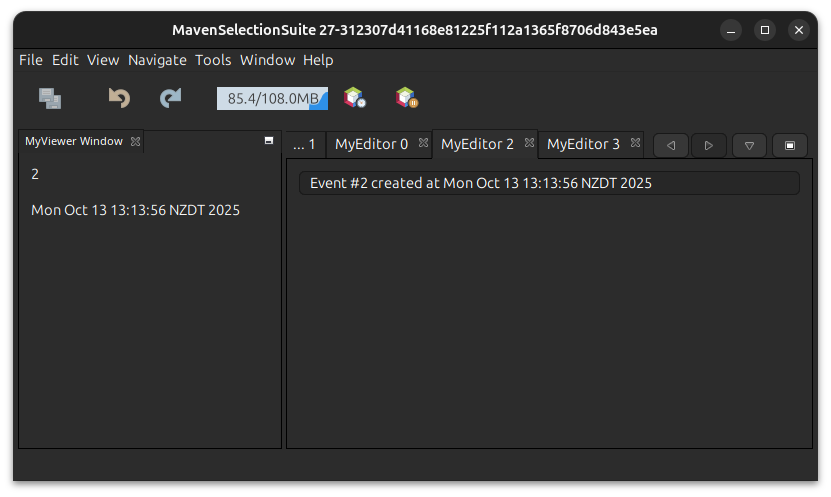 MavenSelectionSuite 27-312307d41168e81225f112a1365f8706d843e5ea
File Edit View Navigate Tools Window Help
85.4/108.0MB
MyViewer Window
2
Mon Oct 13 13:13:56 NZDT 2025
... 1 MyEditor 0 MyEditor 2 MyEditor 3
Event #2 created at Mon Oct 13 13:13:56 NZDT 2025